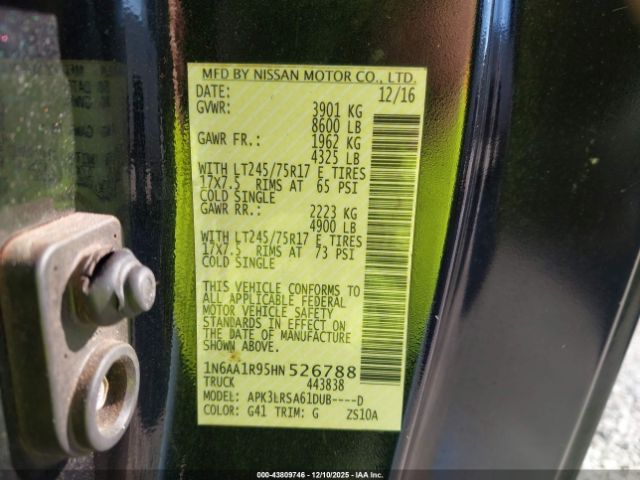 MFD BY NISSAN MOTOR CO., LTD.
DATE: 12/16
GVWR: 3901 KG
8600 LB
GAWR FR.: 1962 KG
4325 LB
WITH LT245/75R17 E TIRES
17X7.5 RIMS AT 65 PSI
COLD SINGLE
GAWR RR.: 2223 KG
4900 LB
WITH LT245/75R17 E TIRES
17X7.5 RIMS AT 73 PSI
COLD SINGLE
THIS VEHICLE CONFORMS TO
ALL APPLICABLE FEDERAL
MOTOR VEHICLE SAFETY
STANDARDS IN EFFECT ON
THE DATE OF MANUFACTURE
SHOWN ABOVE.
1N6AA1R95HN526788
TRUCK 443838
MODEL: APK3LRSA61DUB----D
COLOR: G41 TRIM: G ZS10A
000-43809746 - 12/10/2025 - IAAI.COM